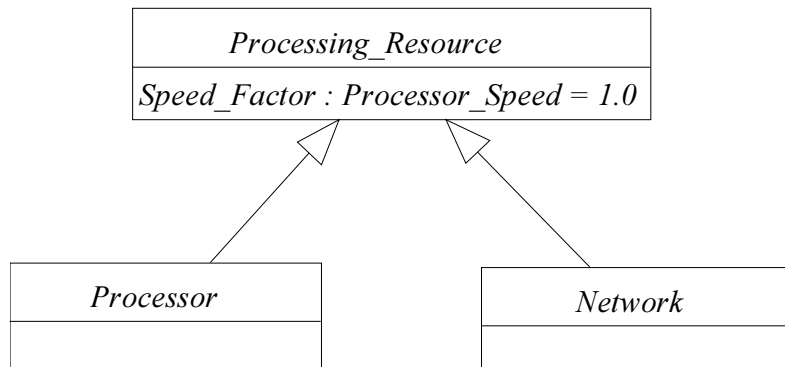 Processing_Resource
Speed_Factor : Processor_Speed = 1.0
Processor
Network